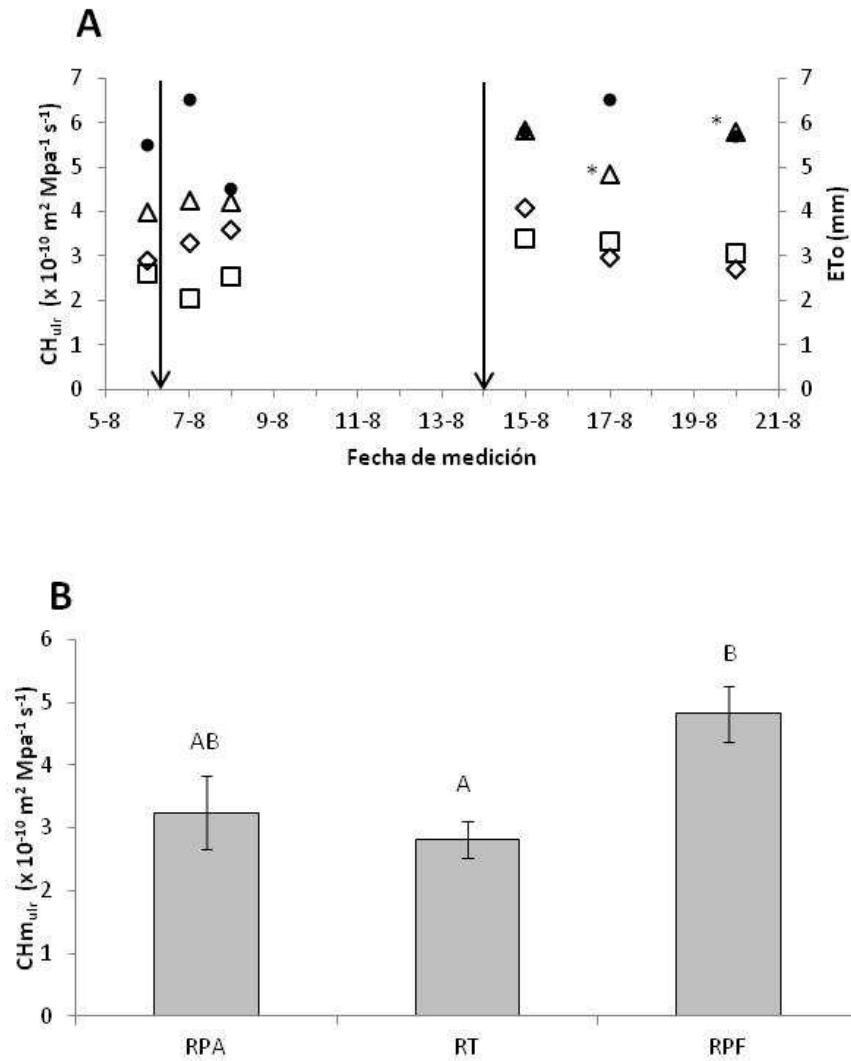 A
7 7
6 6
5 5
4 4
3 3
2 2
1 1
0 0
CH_ulr (x 10⁻¹⁰ m² Mpa⁻¹ s⁻¹)
ETo (mm)
* *
5-8 7-8 9-8 11-8 13-8 15-8 17-8 19-8 21-8
Fecha de medición
B
6
5
4
3
2
1
0
CHm_ulr (x 10⁻¹⁰ m² Mpa⁻¹ s⁻¹)
AB A B
RPA RT RPF